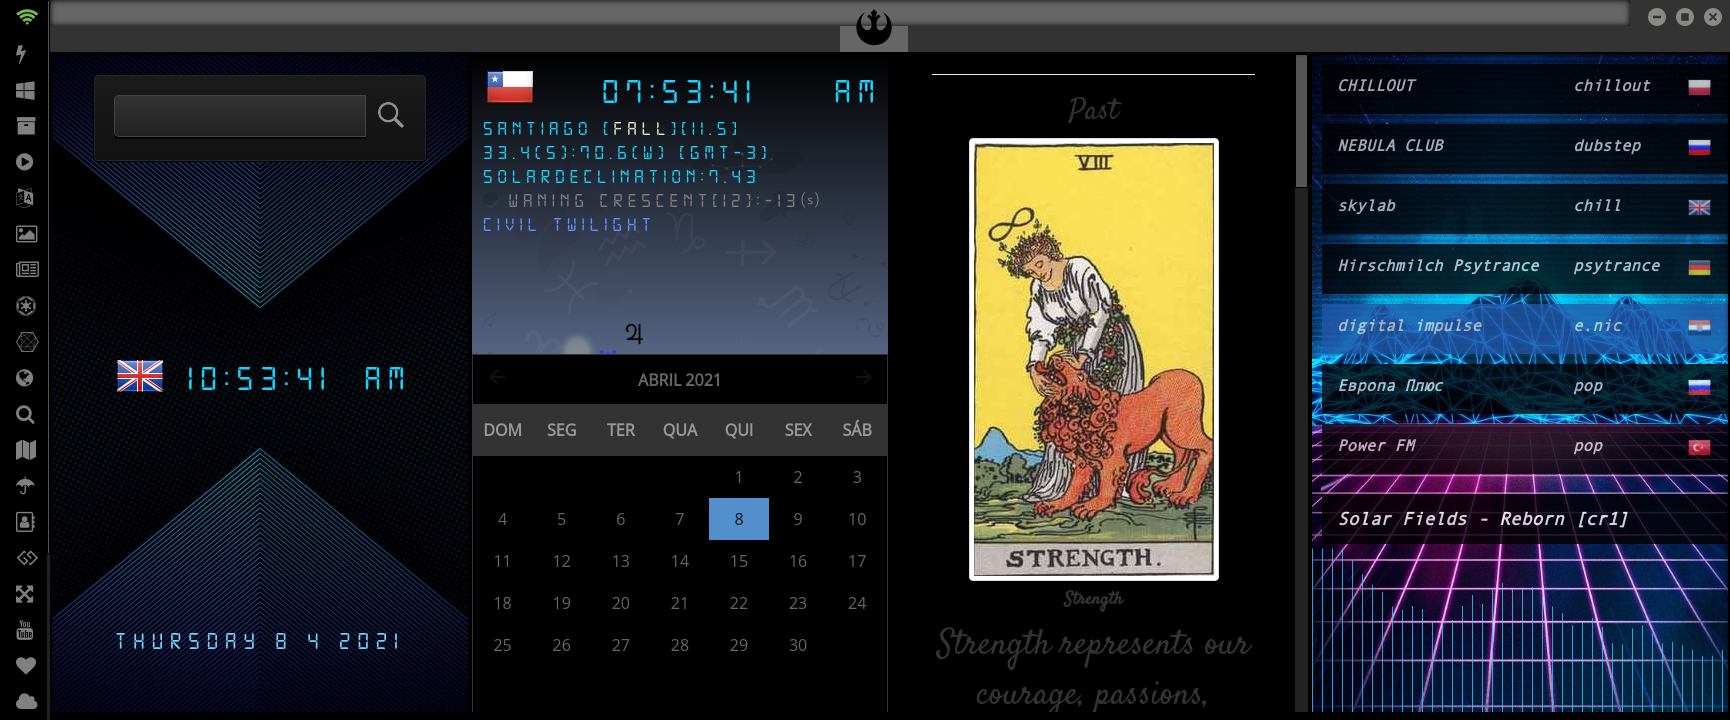 10:53:41 AM
THURSDAY 8 4 2021
07:53:41 AM
SANTIAGO [FALL][11.5]
33.4(S):70.6(W) [GMT-3]
SOLARDECLINATION:7.43
WANING CRESCENT[12]:-13(s)
CIVIL TWILIGHT
ABRIL 2021
DOM SEG TER QUA QUI SEX SÁB
1 2 3
4 5 6 7 8 9 10
11 12 13 14 15 16 17
18 19 20 21 22 23 24
25 26 27 28 29 30
Past
VIII
STRENGTH.
Strength
Strength represents our
courage, passions,
CHILLOUT chillout
NEBULA CLUB dubstep
skylab chill
Hirschmilch Psytrance psytrance
digital impulse e.nic
Европа Плюс pop
Power FM pop
Solar Fields - Reborn [cr1]
You
Tube